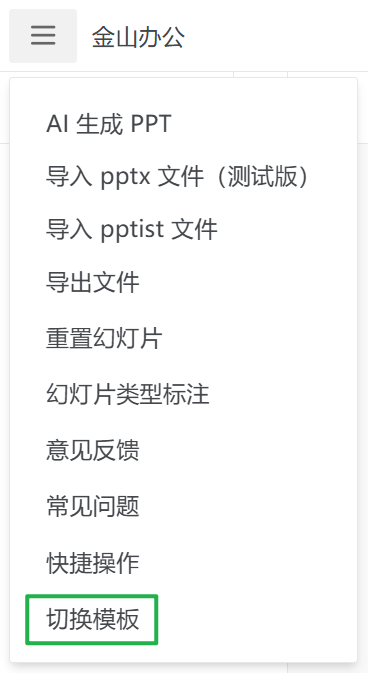 金山办公
AI 生成 PPT
导入 pptx 文件（测试版）
导入 pptist 文件
导出文件
重置幻灯片
幻灯片类型标注
意见反馈
常见问题
快捷操作
切换模板